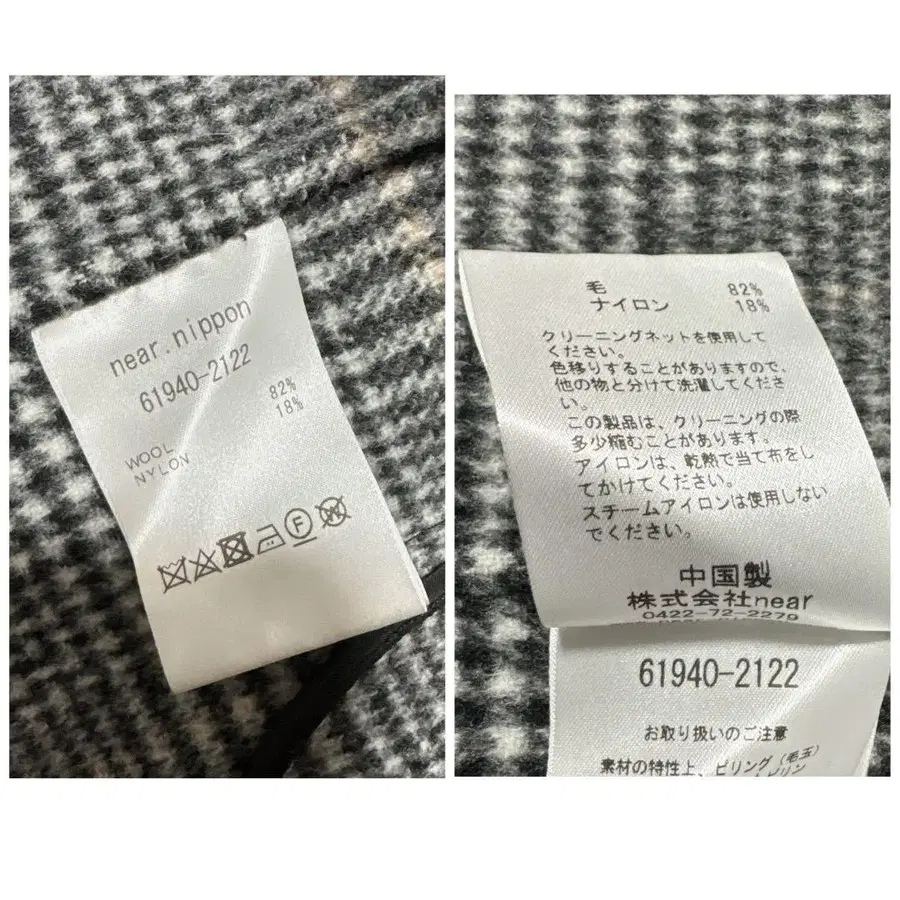 near.nippon
61940-2122
82%
18%
WOOL
NYLON
F
W
毛 82%
ナイロン 18%
クリーニングネットを使用して
ください。
色移りすることがありますので、
他の物と分けて洗濯してくださ
い。
この製品は、クリーニングの際
多少縮むことがあります。
アイロンは、乾熱で当て布をし
てかけてください。
スチームアイロンは使用しない
でください。
中国製
株式会社near
0422-72-2279
61940-2122
お取り扱いのご注意
素材の特性上、ピリング(毛玉)